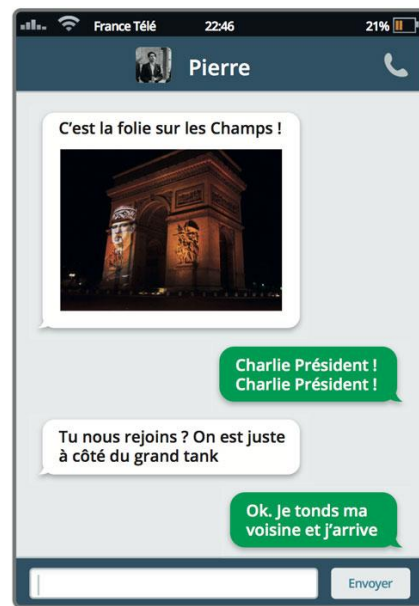 France Télé 22:46 21%
Pierre
C’est la folie sur les Champs !
Charlie Président !
Charlie Président !
Tu nous rejoins ? On est juste
à côté du grand tank
Ok. Je tonds ma
voisine et j’arrive
Envoyer